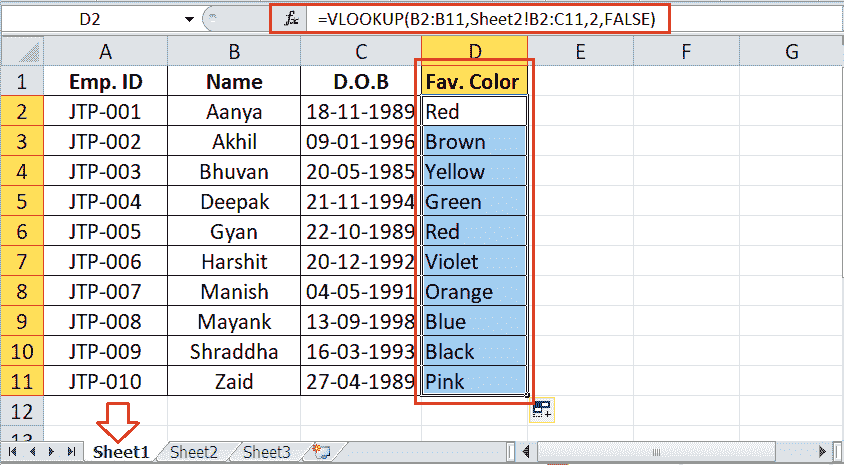 D2 fx =VLOOKUP(B2:B11,Sheet2!B2:C11,2,FALSE)
A B C D E F G
1 Emp. ID Name D.O.B Fav. Color
2 JTP-001 Aanya 18-11-1989 Red
3 JTP-002 Akhil 09-01-1996 Brown
4 JTP-003 Bhuvan 20-05-1985 Yellow
5 JTP-004 Deepak 21-11-1994 Green
6 JTP-005 Gyan 22-10-1989 Red
7 JTP-006 Harshit 20-12-1992 Violet
8 JTP-007 Manish 04-05-1991 Orange
9 JTP-008 Mayank 13-09-1998 Blue
10 JTP-009 Shraddha 16-03-1993 Black
11 JTP-010 Zaid 27-04-1989 Pink
12
13
Sheet1 Sheet2 Sheet3